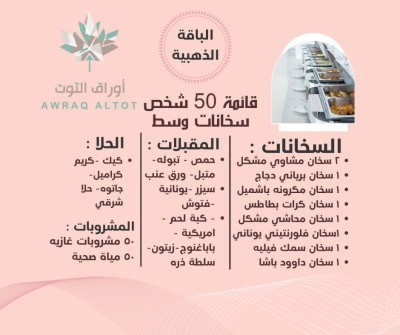 الباقة
الذهبية
أوراق التوت
AWRAQ ALTOT
قائمة 50 شخص
سخانات وسط
السخانات :
٢ سخان مشاوي مشكل
١ سخان برياني دجاج
١ سخان مكرونه باشميل
١ سخان كرات بطاطس
١ سخان محاشي مشكل
١سخان فلورنتيني يوناني
١ سخان سمك فيليه
١ سخان داوود باشا
المقبلات :
حمص - تبوله-
متبل- ورق عنب
سيزر -يونانية
-فتوش
- كبة لحم -
امريكية -
باباغنوج-زيتون-
سلطة ذره
الحلا :
كيك -كريم
كراميل-
جاتوه- حلا
شرقي
المشروبات :
٥٠ مشروبات غازيه
٥٠ مياة صحية